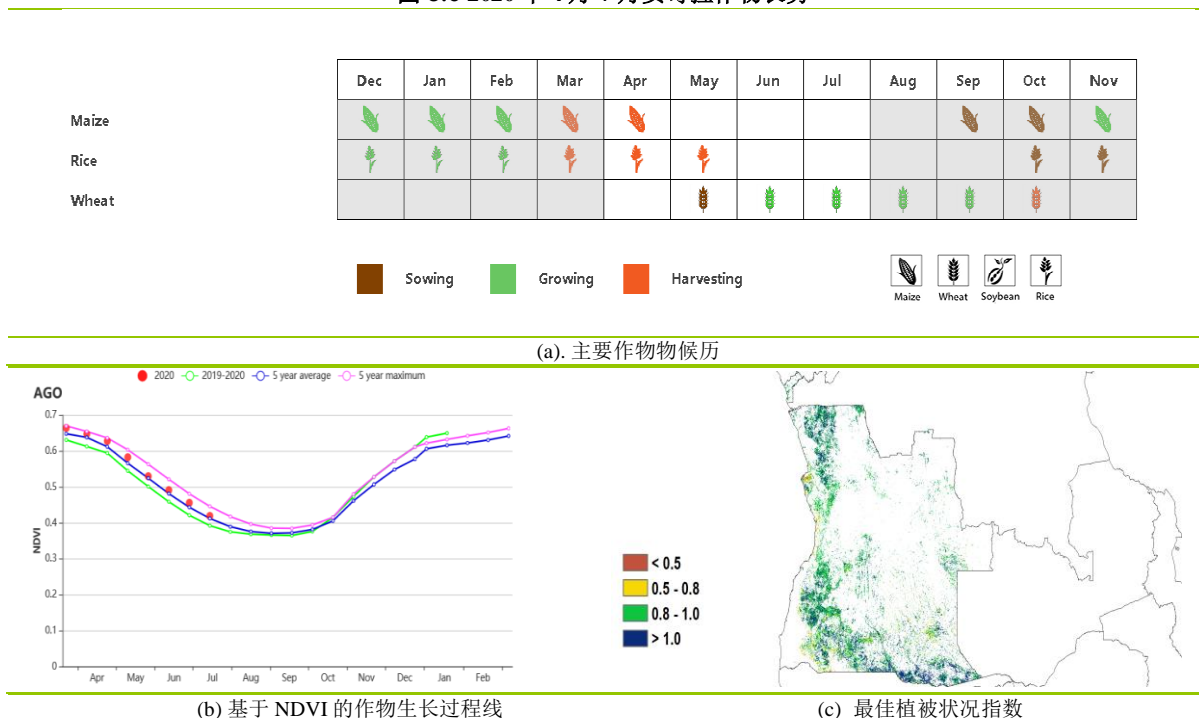 Dec Jan Feb Mar Apr May Jun Jul Aug Sep Oct Nov
Maize
Rice
Wheat
Sowing Growing Harvesting
Maize Wheat Soybean Rice
(a). 主要作物物候历
2020 2019-2020 5 year average 5 year maximum
AGO
0.7
0.6
0.5
0.4
0.3
0.2
0.1
0
NDVI
Apr May Jun Jul Aug Sep Oct Nov Dec Jan Feb
< 0.5
0.5 - 0.8
0.8 - 1.0
> 1.0
(b) 基于 NDVI 的作物生长过程线
(c) 最佳植被状况指数